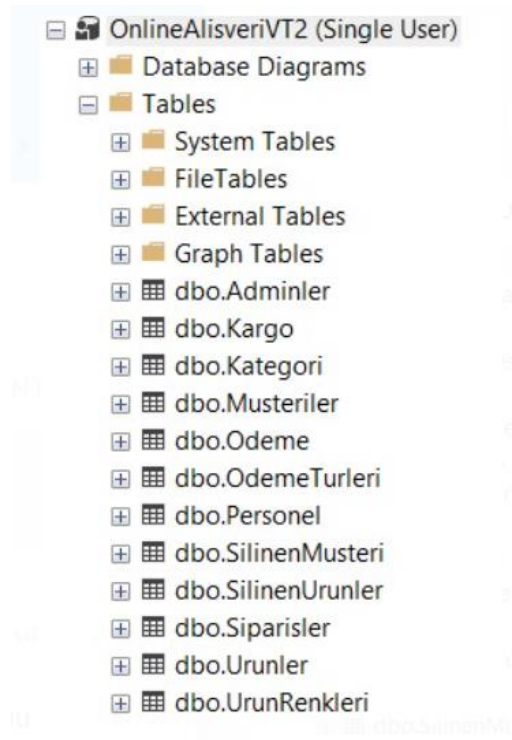 OnlineAlisveriVT2 (Single User)
Database Diagrams
Tables
System Tables
FileTables
External Tables
Graph Tables
dbo.Adminler
dbo.Kargo
dbo.Kategori
dbo.Musteriler
dbo.Odeme
dbo.OdemeTurleri
dbo.Personel
dbo.SilinenMusteri
dbo.SilinenUrunler
dbo.Siparisler
dbo.Urunler
dbo.UrunRenkleri